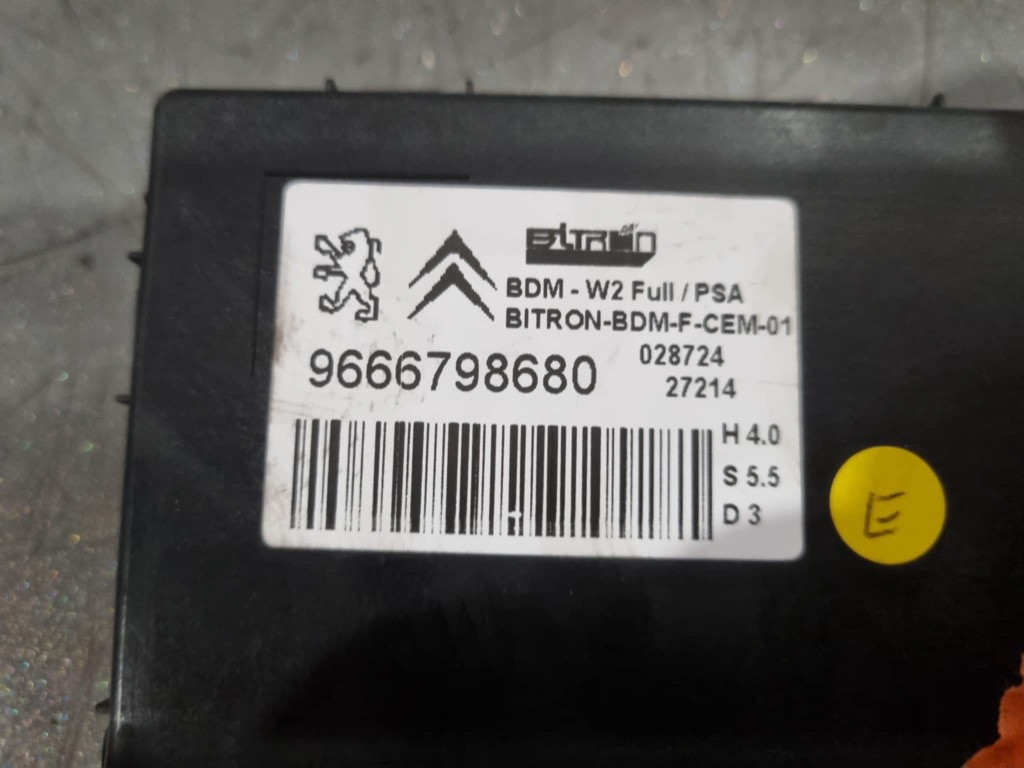 BITRON
BDM - W2 Full / PSA
BITRON-BDM-F-CEM-01
9666798680
028724
27214
H 4.0
S 5.5
D 3
E